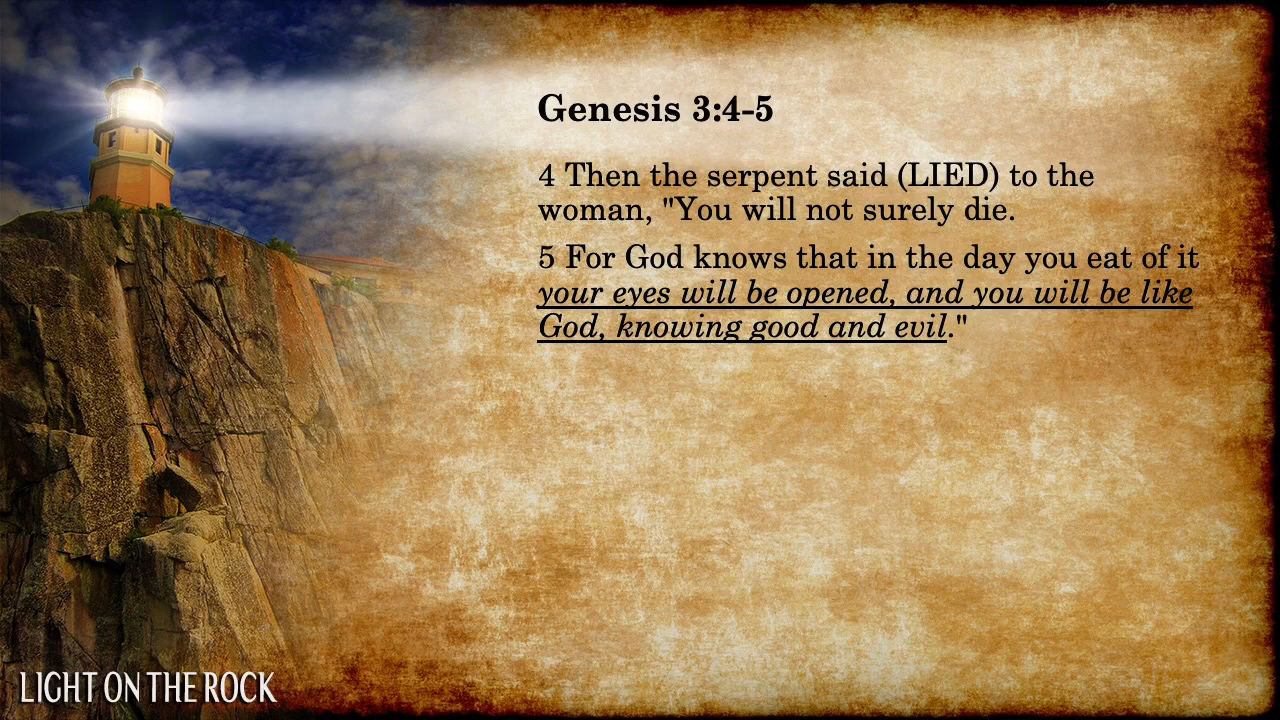 Genesis 3:4-5
4 Then the serpent said (LIED) to the
woman, "You will not surely die.
5 For God knows that in the day you eat of it
your eyes will be opened, and you will be like
God, knowing good and evil."
LIGHT ON THE ROCK